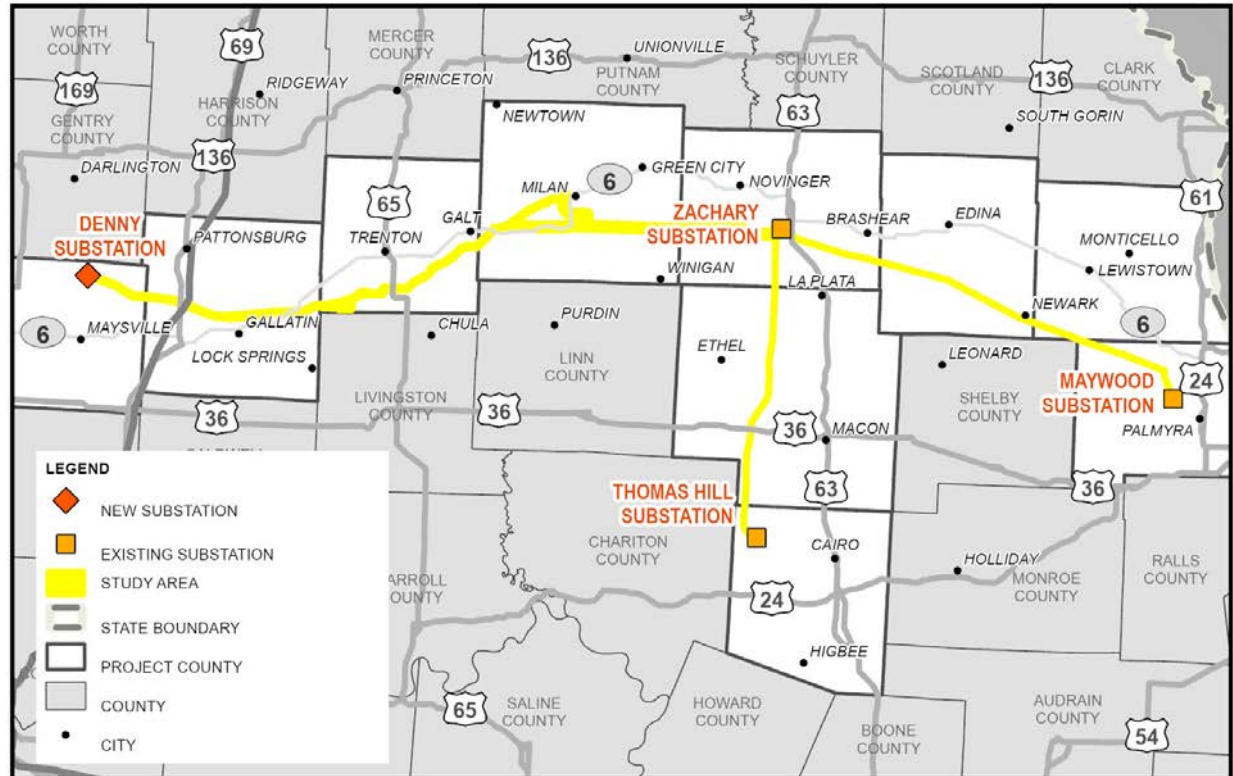 WORTH
COUNTY
69
MERCER
COUNTY
136
UNIONVILLE
PUTNAM
COUNTY
SCHUYLER
COUNTY
SCOTLAND
COUNTY
136
CLARK
COUNTY
RIDGEWAY
PRINCETON
169
GENTRY
COUNTY
HARRISON
COUNTY
63
NEWTOWN
SOUTH GORIN
136
DARLINGTON
GREEN CITY
NOVINGER
6
MILAN
65
61
DENNY
SUBSTATION
PATTONSBURG
TRENTON
GALT
ZACHARY
SUBSTATION
BRASHEAR
EDINA
MONTICELLO
LEWISTOWN
WINIGAN
LA PLATA
NEWARK
6
MAYSVILLE
GALLATIN
CHULA
PURDIN
6
LOCK SPRINGS
LINN
COUNTY
ETHEL
LEONARD
24
MAYWOOD
SUBSTATION
SHELBY
COUNTY
PALMYRA
36
LIVINGSTON
COUNTY
36
36
MACON
36
THOMAS HILL
SUBSTATION
63
CHARITON
COUNTY
CAIRO
HOLLIDAY
MONROE
COUNTY
RALLS
COUNTY
24
HIGBEE
65
SALINE
COUNTY
HOWARD
COUNTY
BOONE
COUNTY
AUDRAIN
COUNTY
54
LEGEND
NEW SUBSTATION
EXISTING SUBSTATION
STUDY AREA
STATE BOUNDARY
PROJECT COUNTY
COUNTY
CITY